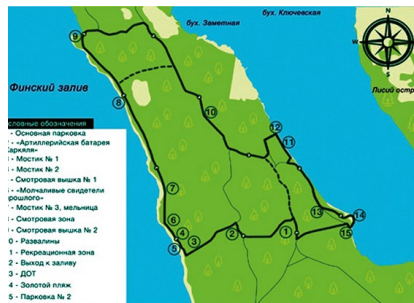 бух. Ключевская
бух. Заметная
N
W
E
S
Финский залив
Лисий остр
словные обозначения
- Основная парковка
- «Артиллерийская батарея
аркяля»
- Мостик № 1
- Мостик № 2
- Смотровая вышка № 1
- «Молчаливые свидетели
рошлого»
- Мостик № 3, мельница
- Смотровая зона
- Смотровая вышка № 2
0 - Развалины
1 - Рекреационная зона
2 - Выход к заливу
3 - ДОТ
4 - Золотой пляж
5 - Парковка № 2
9
8
10
12
11
7
6
13
14
15
4
5
3
2
1